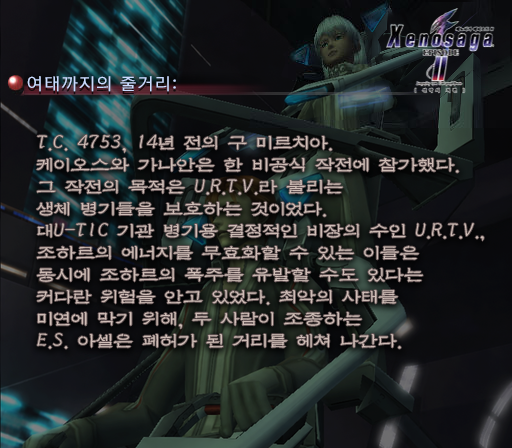 Xenosaga
EPISODE
II
[ 선악의 피안 ]
여태까지의 줄거리:
T.C. 4753, 14년 전의 구 미르치아.
케이오스와 가나안은 한 비공식 작전에 참가했다.
그 작전의 목적은 U.R.T.V.라 불리는
생체 병기들을 보호하는 것이었다.
대U-TIC 기관 병기용 결정적인 비장의 수인 U.R.T.V.,
조하르의 에너지를 무효화할 수 있는 이들은
동시에 조하르의 폭주를 유발할 수도 있다는
커다란 위험을 안고 있었다. 최악의 사태를
미연에 막기 위해, 두 사람이 조종하는
E.S. 아셀은 폐허가 된 거리를 헤쳐 나간다.